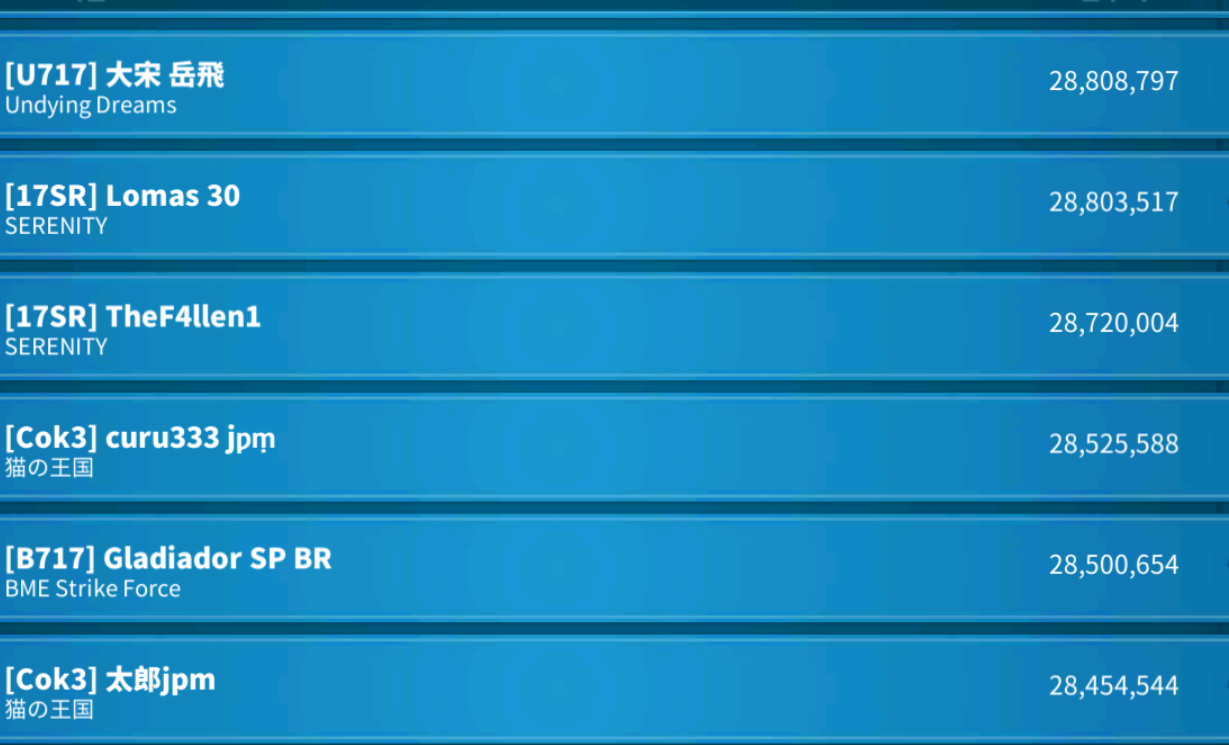 [U717] 大宋 岳飛
28,808,797
Undying Dreams
[17SR] Lomas 30
28,803,517
SERENITY
[17SR] TheF4llen1
28,720,004
SERENITY
[Cok3] curu333 jpṃ
28,525,588
猫の王国
[B717] Gladiador SP BR
28,500,654
BME Strike Force
[Cok3] 太郎jpm
28,454,544
猫の王国